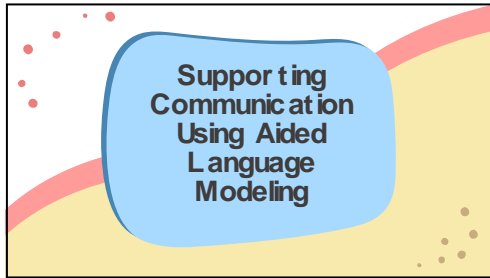 Supporting
Communication
Using Aided
Language
Modeling